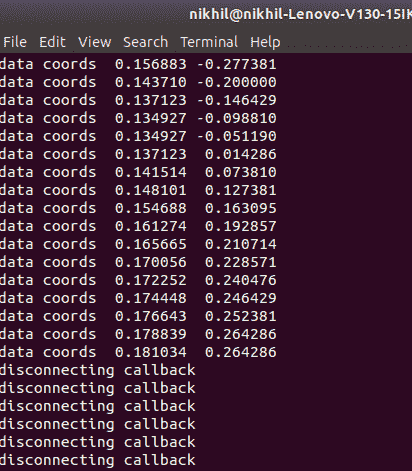 nikhil@nikhil-Lenovo-V130-15IK
File Edit View Search Terminal Help
data coords 0.156883 -0.277381
data coords 0.143710 -0.200000
data coords 0.137123 -0.146429
data coords 0.134927 -0.098810
data coords 0.134927 -0.051190
data coords 0.137123 0.014286
data coords 0.141514 0.073810
data coords 0.148101 0.127381
data coords 0.154688 0.163095
data coords 0.161274 0.192857
data coords 0.165665 0.210714
data coords 0.170056 0.228571
data coords 0.172252 0.240476
data coords 0.174448 0.246429
data coords 0.176643 0.252381
data coords 0.178839 0.264286
data coords 0.181034 0.264286
disconnecting callback
disconnecting callback
disconnecting callback
disconnecting callback
disconnecting callback
disconnecting callback